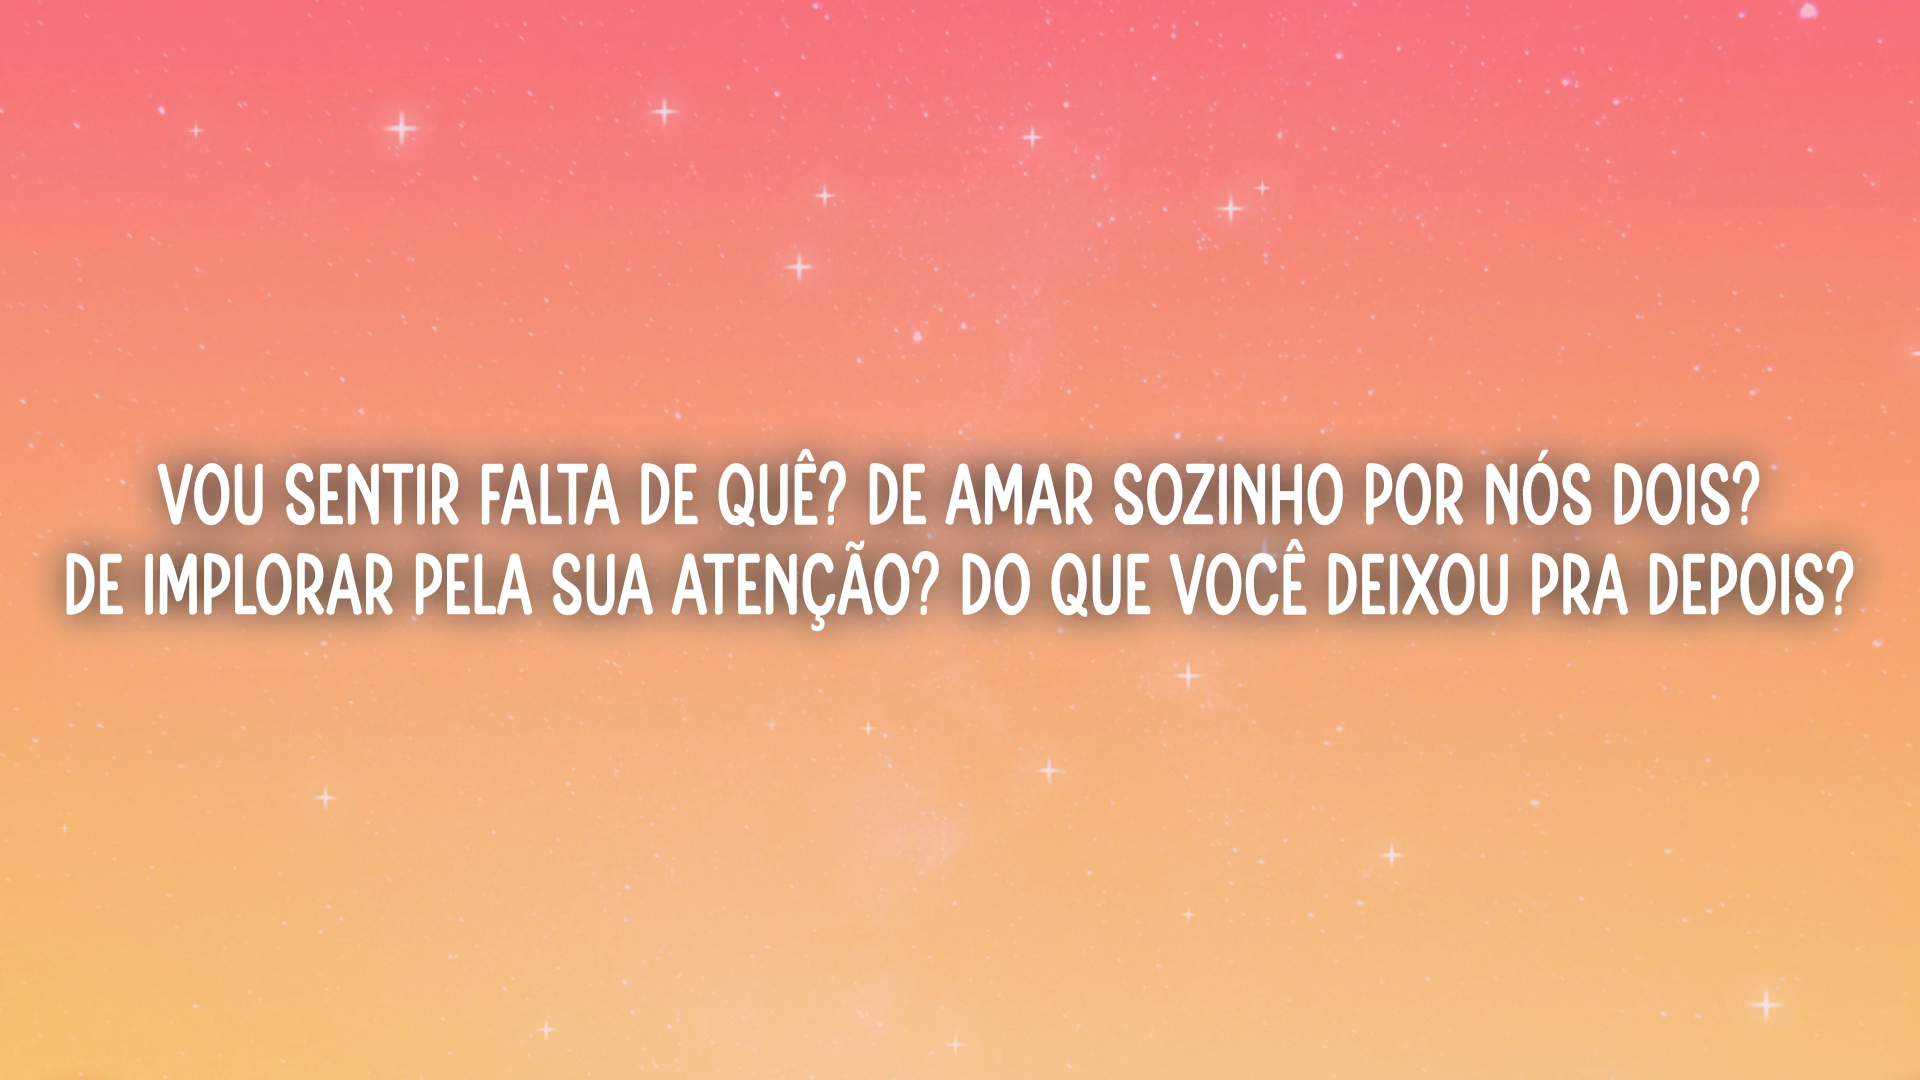 VOU SENTIR FALTA DE QUÊ? DE AMAR SOZINHO POR NÓS DOIS?
DE IMPLORAR PELA SUA ATENÇÃO? DO QUE VOCÊ DEIXOU PRA DEPOIS?